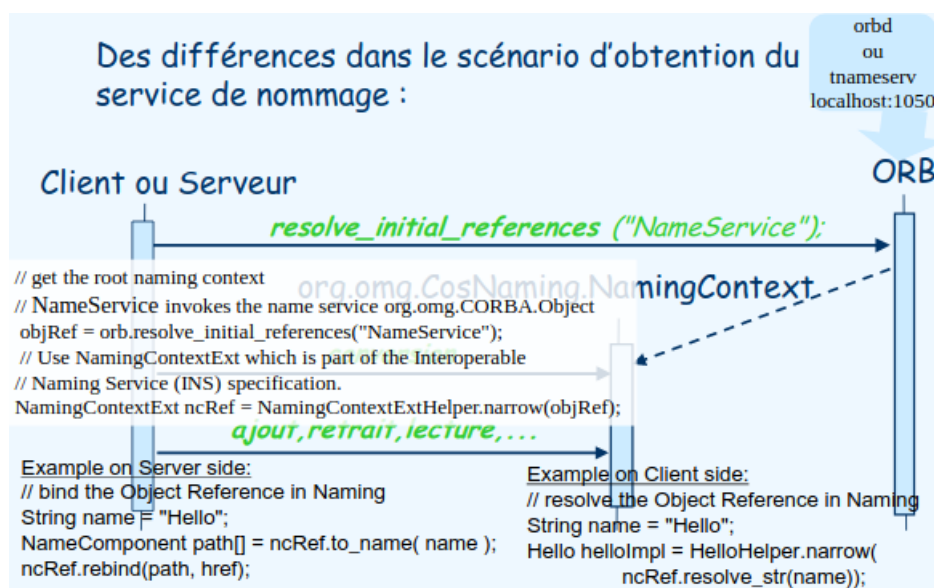 Des différences dans le scénario d'obtention du
service de nommage :
orbd
ou
tnameserv
localhost:1050
Client ou Serveur
ORB
resolve_initial_references ("NameService");
org.omg.CosNaming.NamingContext
// get the root naming context
// NameService invokes the name service org.omg.CORBA.Object
objRef = orb.resolve_initial_references("NameService");
// Use NamingContextExt which is part of the Interoperable
// Naming Service (INS) specification.
NamingContextExt ncRef = NamingContextExtHelper.narrow(objRef);
ajout,retrait,lecture,...
Example on Server side:
// bind the Object Reference in Naming
String name = "Hello";
NameComponent path[] = ncRef.to_name( name );
ncRef.rebind(path, href);
Example on Client side:
// resolve the Object Reference in Naming
String name = "Hello";
Hello helloImpl = HelloHelper.narrow(
ncRef.resolve_str(name));